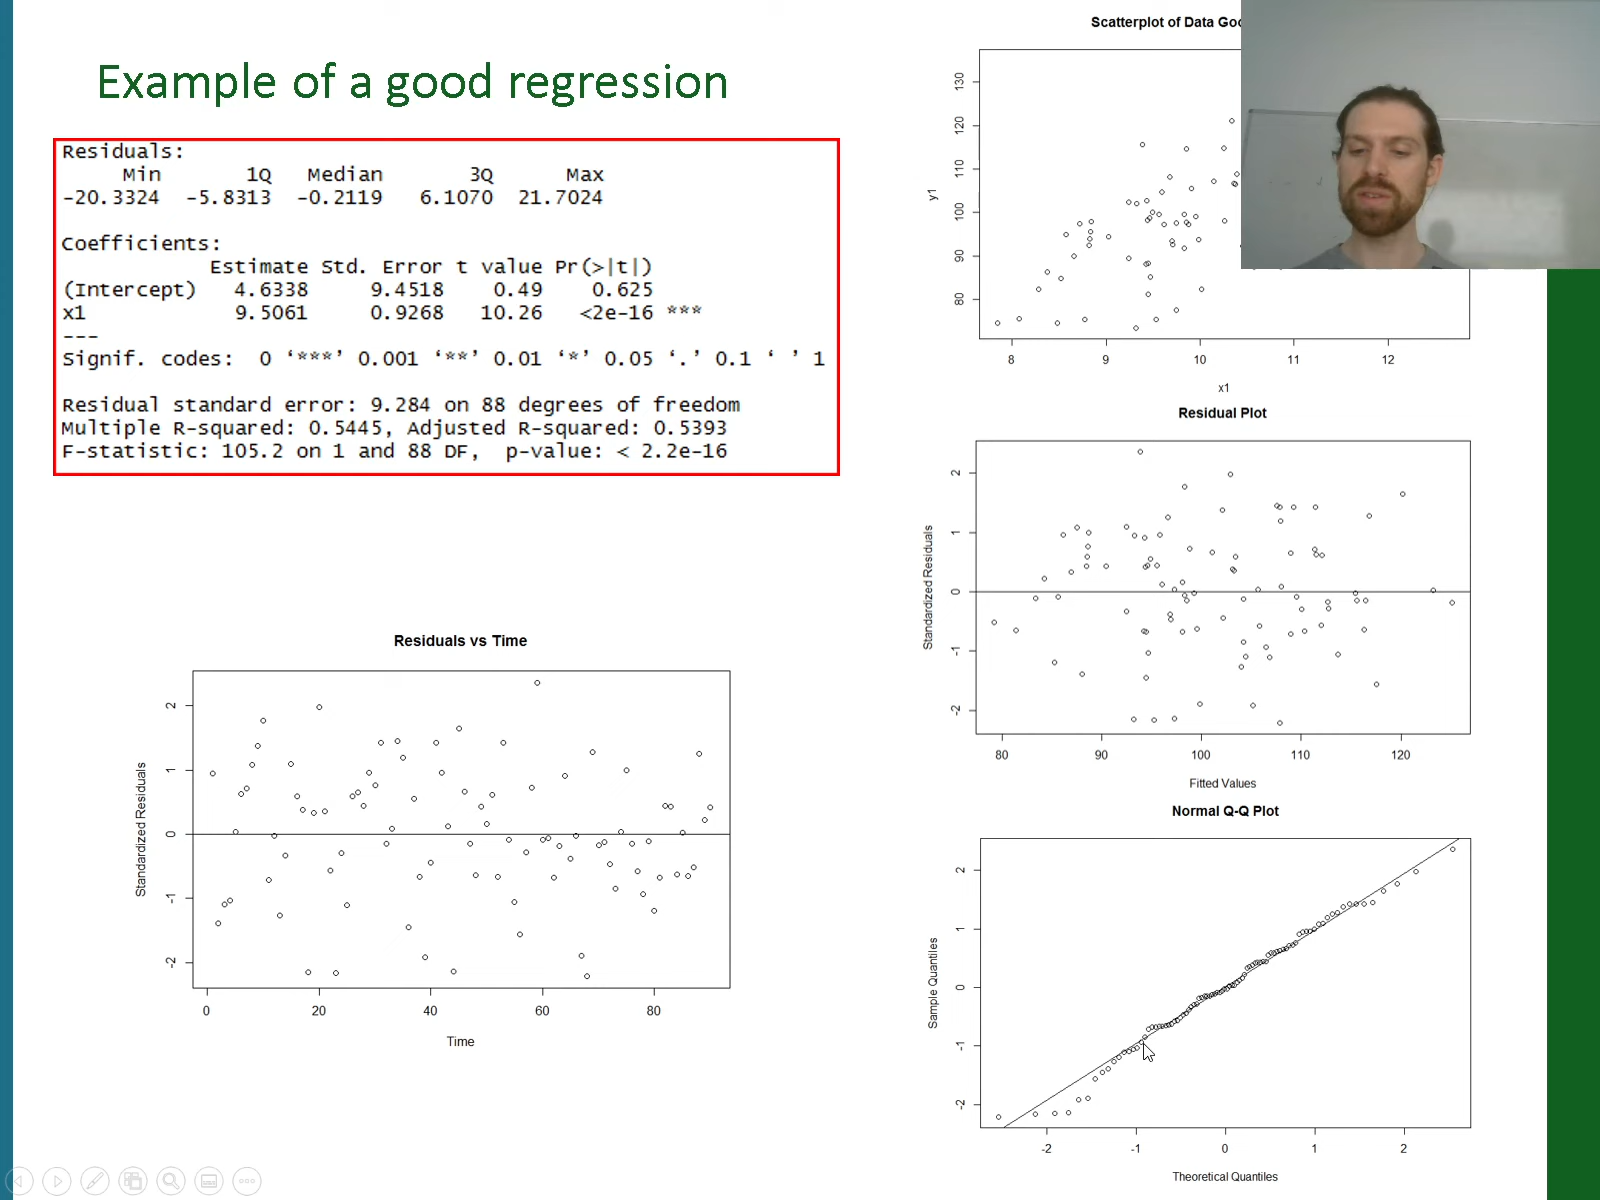 Example of a good regression
Residuals:
Min 1Q Median 3Q Max
-20.3324 -5.8313 -0.2119 6.1070 21.7024
Coefficients:
Estimate Std. Error t value Pr(>|t|)
(Intercept) 4.6338 9.4518 0.49 0.625
x1 9.5061 0.9268 10.26 <2e-16 ***
---
Signif. codes: 0 ‘***’ 0.001 ‘**’ 0.01 ‘*’ 0.05 ‘.’ 0.1 ‘ ’ 1
Residual standard error: 9.284 on 88 degrees of freedom
Multiple R-squared: 0.5445, Adjusted R-squared: 0.5393
F-statistic: 105.2 on 1 and 88 DF, p-value: < 2.2e-16
Residuals vs Time
Standardized Residuals
2
1
0
-1
-2
0 20 40 60 80
Time
Scatterplot of Data
y1
130
120
110
100
90
80
8 9 10 11 12
x1
Residual Plot
Standardized Residuals
2
1
0
-1
-2
80 90 100 110 120
Fitted Values
Normal Q-Q Plot
Sample Quantiles
2
1
0
-1
-2
-2 -1 0 1 2
Theoretical Quantiles